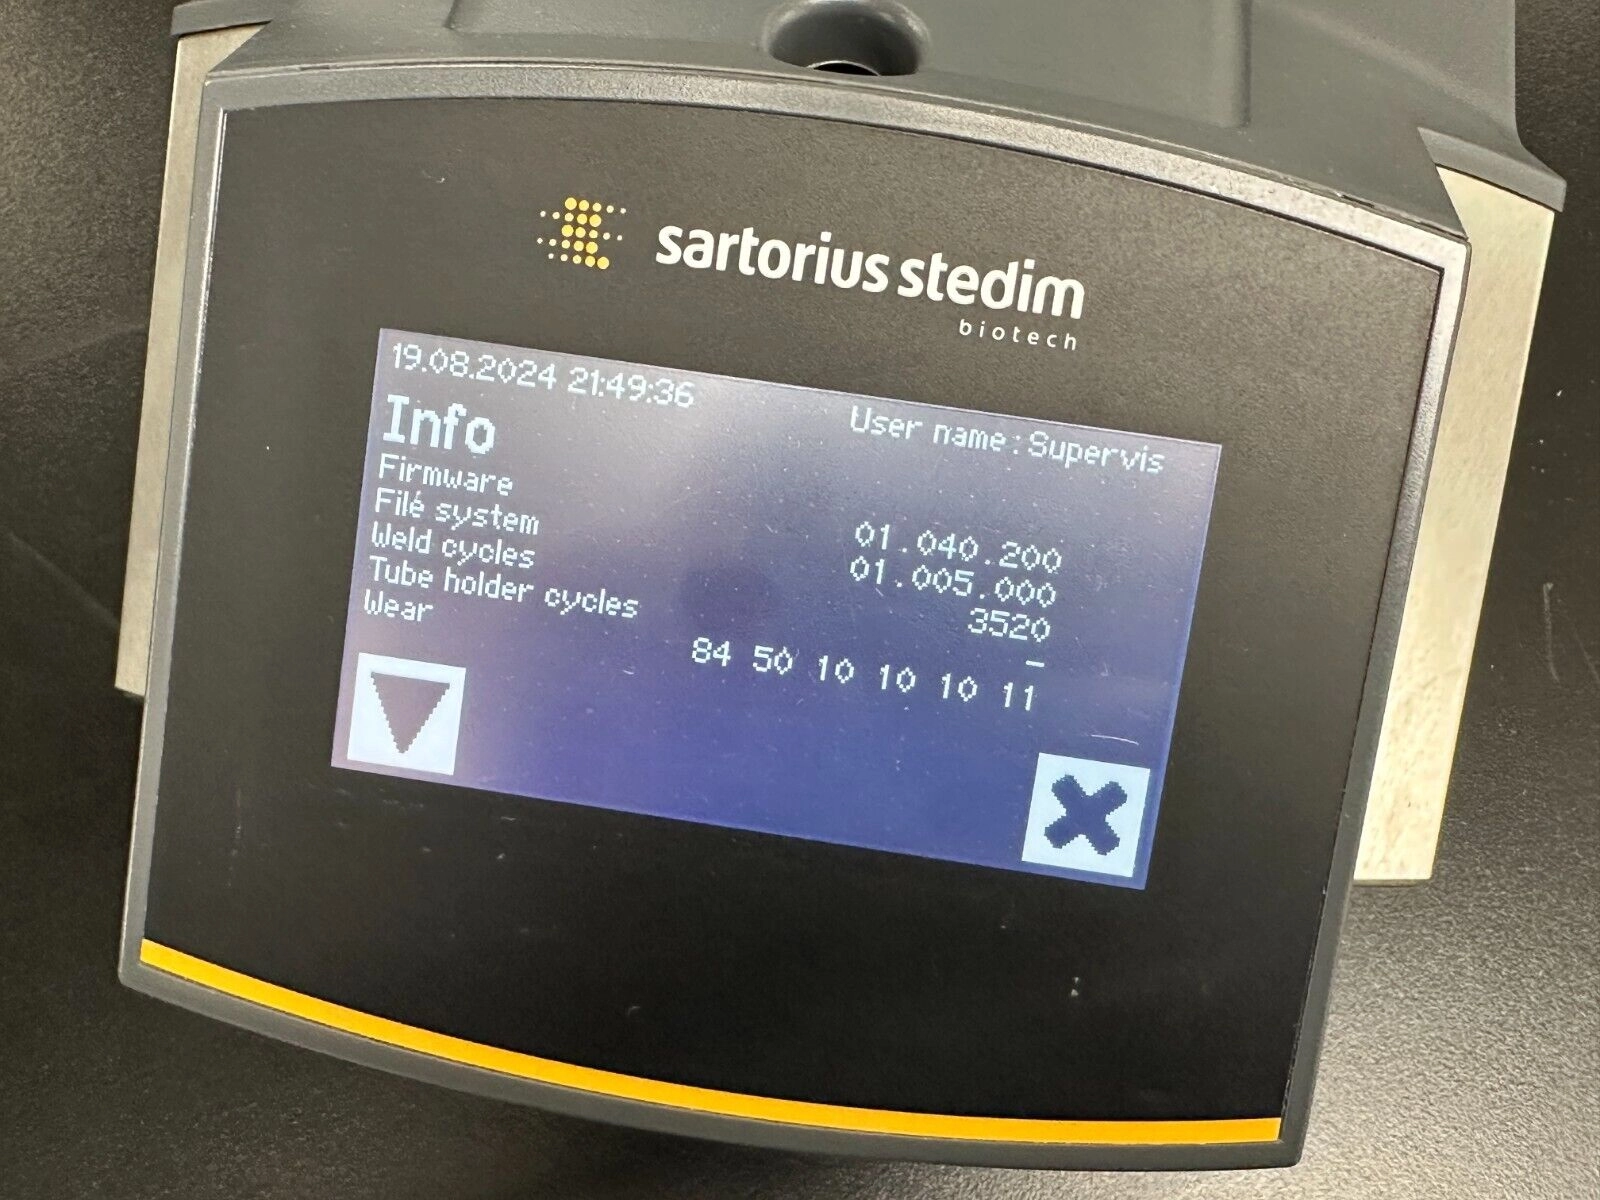 sartorius stedim
biotech
19.08.2024 21:49:36
User name:Supervis
Info
Firmware 01.040.200
File system 01.005.000
Weld cycles 3520
Tube holder cycles –
Wear 84 50 10 10 10 11